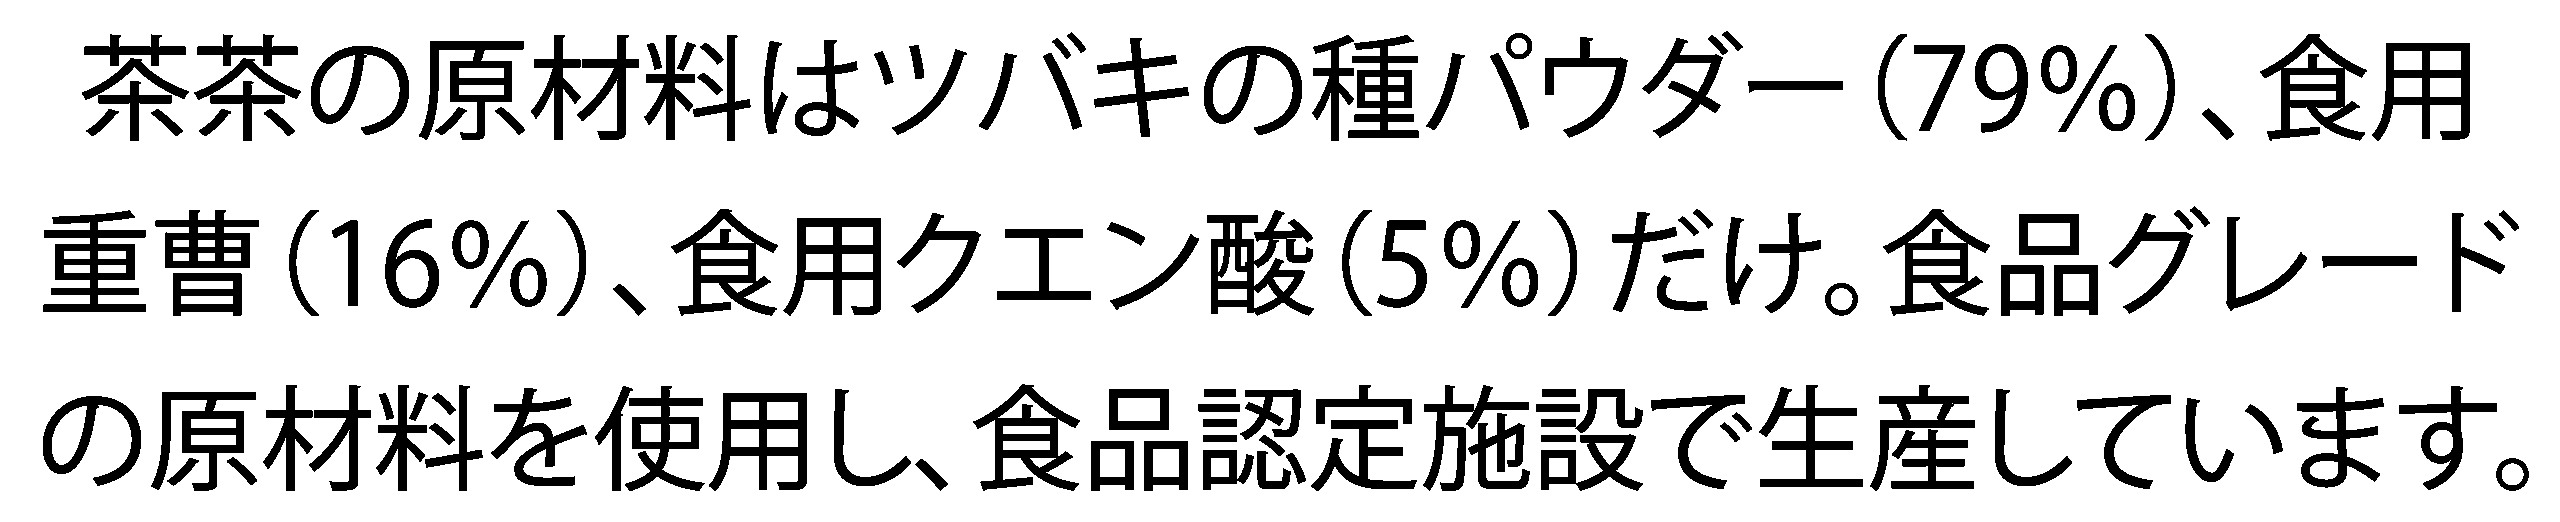 茶茶の原材料はツバキの種パウダー（79%）、食用
重曹（16%）、食用クエン酸（5%）だけ。食品グレード
の原材料を使用し、食品認定施設で生産しています。